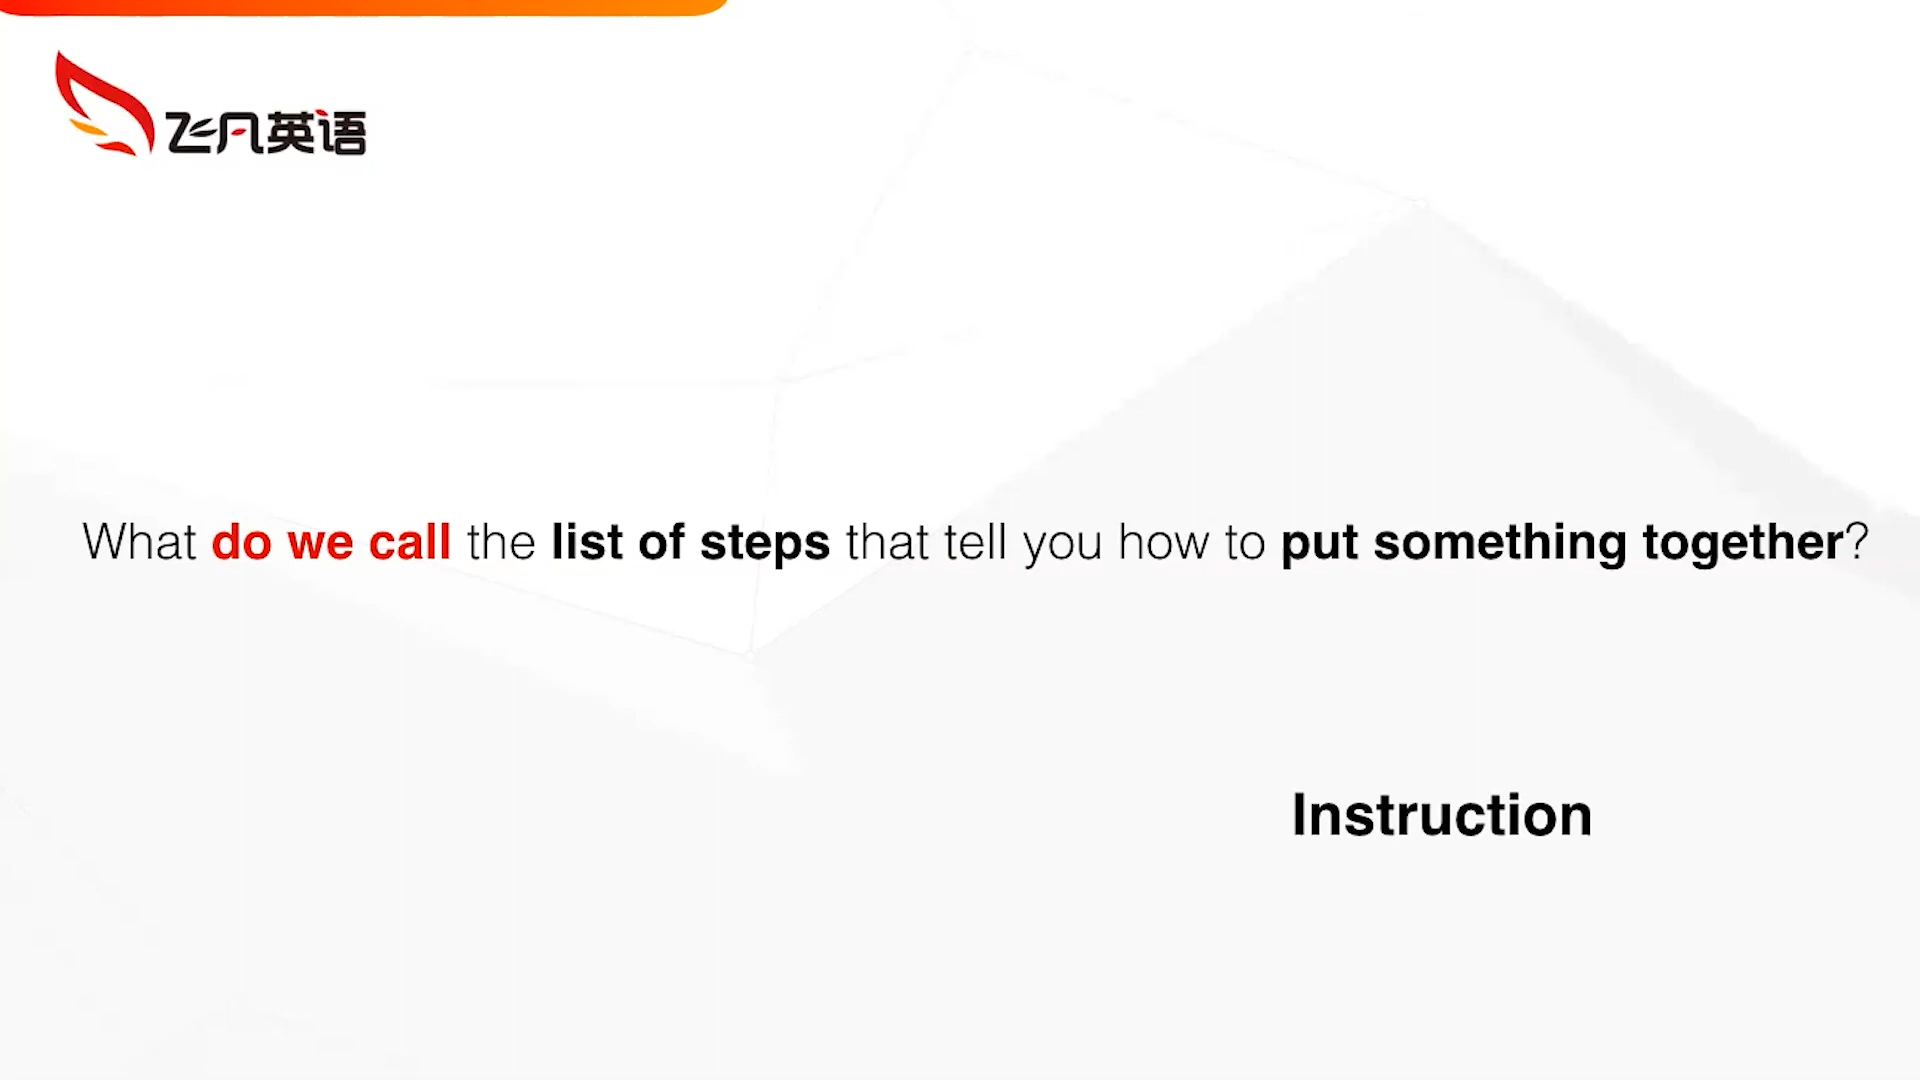 飞凡英语
What do we call the list of steps that tell you how to put something together?
Instruction